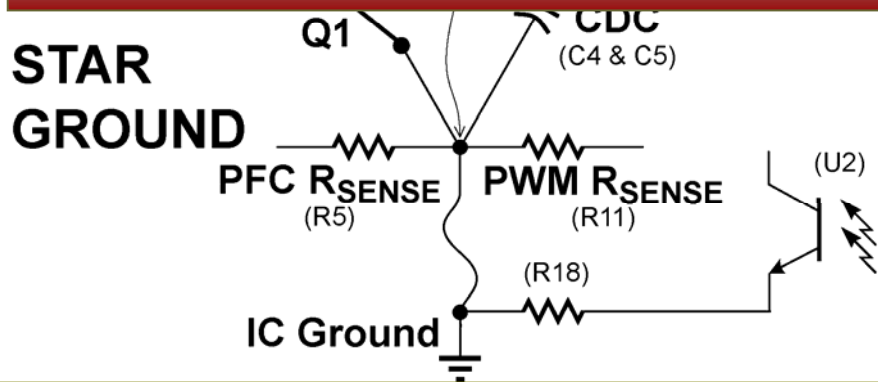 Q1
CDC
(C4 & C5)
STAR
GROUND
PFC RSENSE
(R5)
PWM RSENSE
(R11)
(U2)
(R18)
IC Ground